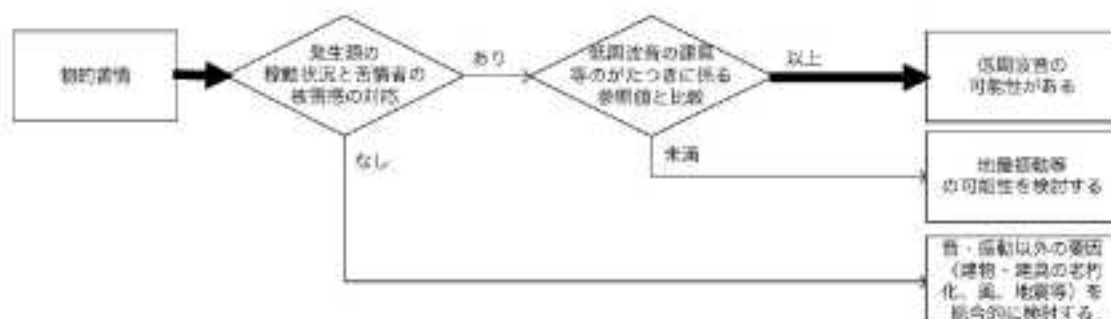 物的苦情
発生源の
稼動状況と苦情者の
被害感の対応
あり
低周波音の建具
等のがたつきに係る
参照値と比較
以上
低周波音の
可能性がある
なし
未満
地盤振動等
の可能性を検討する
音・振動以外の要因
(建物・建具の老朽
化、風、地震等)を
総合的に検討する